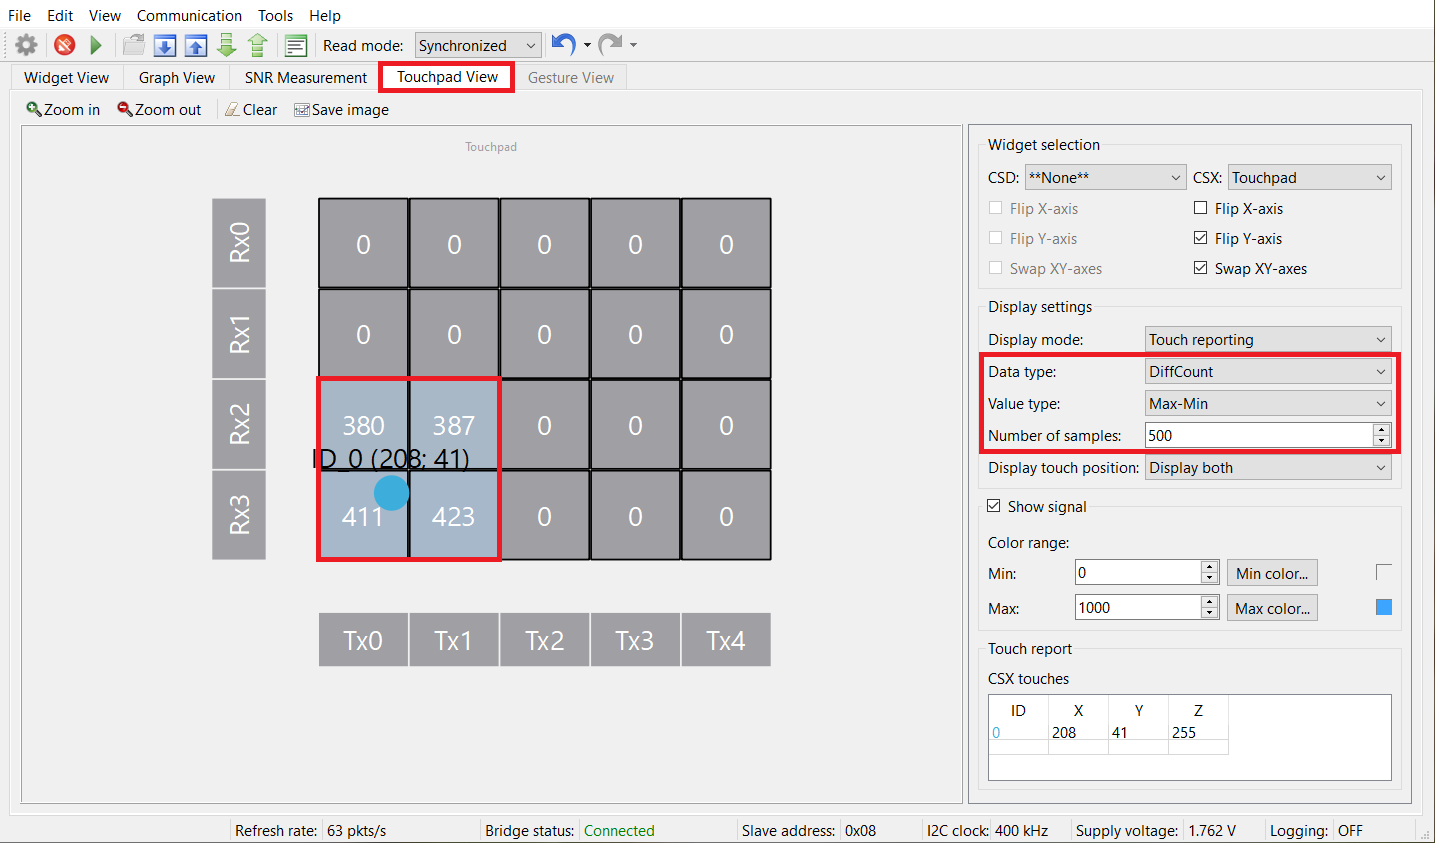 File Edit View Communication Tools Help
Read mode: Synchronized
Widget View Graph View SNR Measurement Touchpad View Gesture View
Zoom in Zoom out Clear Save image
Touchpad
Rx0 0 0 0 0 0
Rx1 0 0 0 0 0
Rx2 380 387 0 0 0
ID_0 (208; 41)
Rx3 411 423 0 0 0
Tx0 Tx1 Tx2 Tx3 Tx4
Widget selection
CSD: **None** CSX: Touchpad
Flip X-axis Flip X-axis
Flip Y-axis Flip Y-axis
Swap XY-axes Swap XY-axes
Display settings
Display mode: Touch reporting
Data type: DiffCount
Value type: Max-Min
Number of samples: 500
Display touch position: Display both
Show signal
Color range:
Min: 0 Min color...
Max: 1000 Max color...
Touch report
CSX touches
ID X Y Z
0 208 41 255
Refresh rate: 63 pkts/s Bridge status: Connected Slave address: 0x08 I2C clock: 400 kHz Supply voltage: 1.762 V Logging: OFF